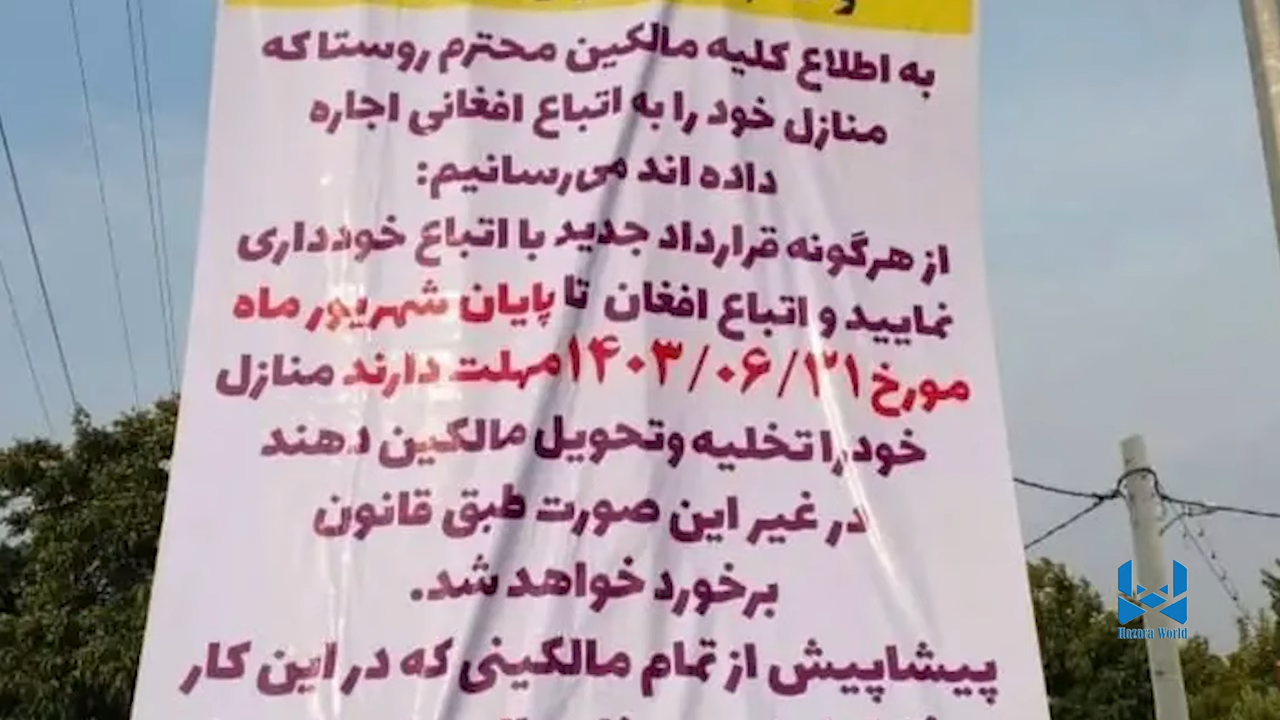 به اطلاع کلیه مالکین محترم روستا که
منازل خود را به اتباع افغانی اجاره
داده اند می‌رسانیم:
از هرگونه قرارداد جدید با اتباع خودداری
نمایید و اتباع افغان تا پایان شهریور ماه
مورخ ۱۴۰۳/۰۶/۳۱ مهلت دارند منازل
خود را تخلیه و تحویل مالکین دهند
در غیر این صورت طبق قانون
برخورد خواهد شد.
پیشاپیش از تمام مالکینی که در این کار
Hazara World